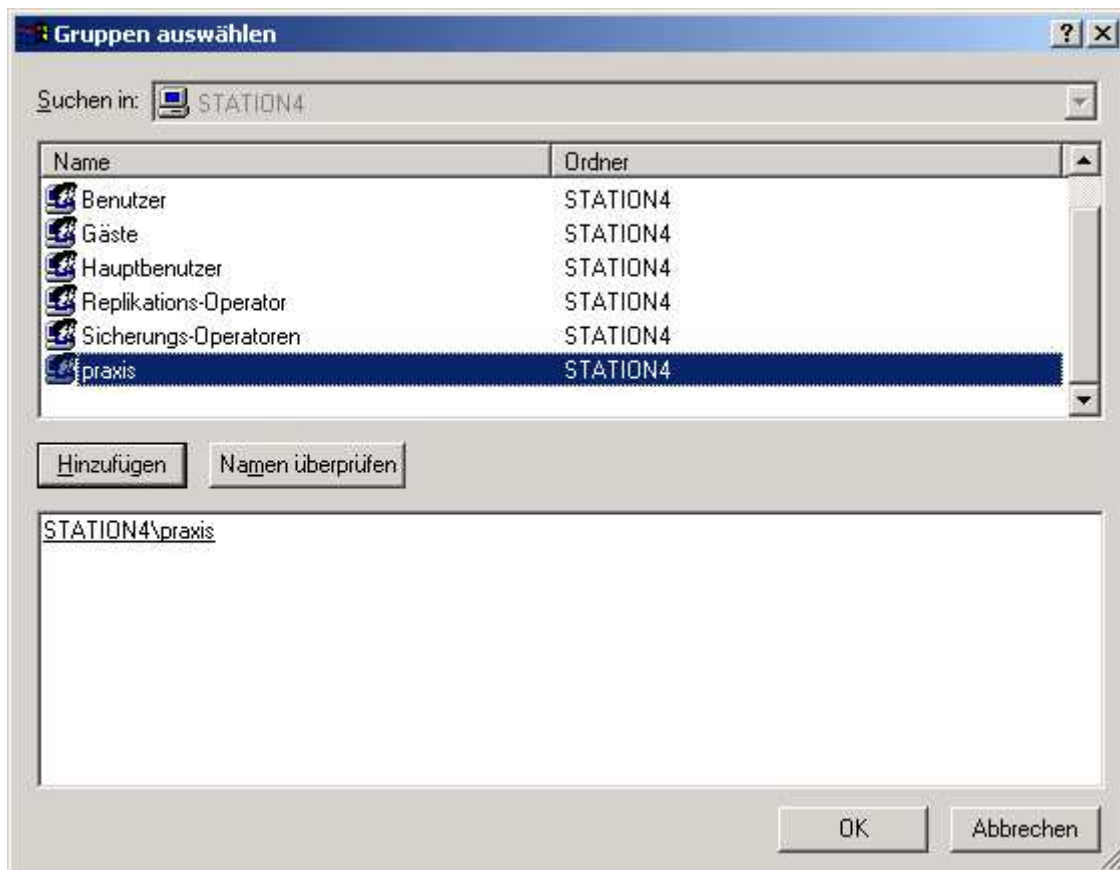 Gruppen auswählen
Suchen in: STATION4
Name Ordner
Benutzer STATION4
Gäste STATION4
Hauptbenutzer STATION4
Replikations-Operator STATION4
Sicherungs-Operatoren STATION4
praxis STATION4
Hinzufügen Namen überprüfen
STATION4\praxis
OK Abbrechen